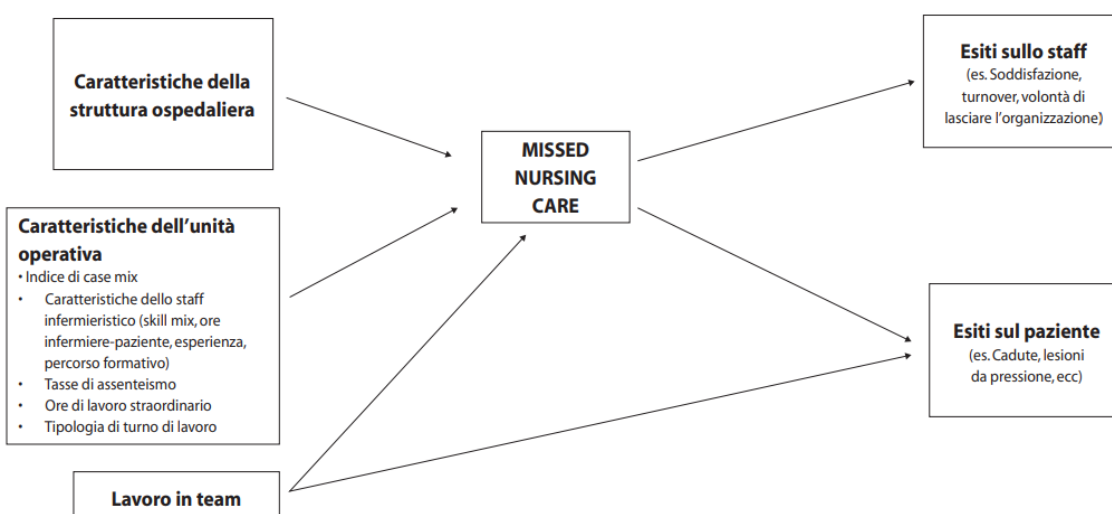 Caratteristiche della
struttura ospedaliera
Caratteristiche dell'unità
operativa
• Indice di case mix
• Caratteristiche dello staff
infermieristico (skill mix, ore
infermiere-paziente, esperienza,
percorso formativo)
• Tasse di assenteismo
• Ore di lavoro straordinario
• Tipologia di turno di lavoro
Lavoro in team
MISSED
NURSING
CARE
Esiti sullo staff
(es. Soddisfazione,
turnover, volontà di
lasciare l'organizzazione)
Esiti sul paziente
(es. Cadute, lesioni
da pressione, ecc)